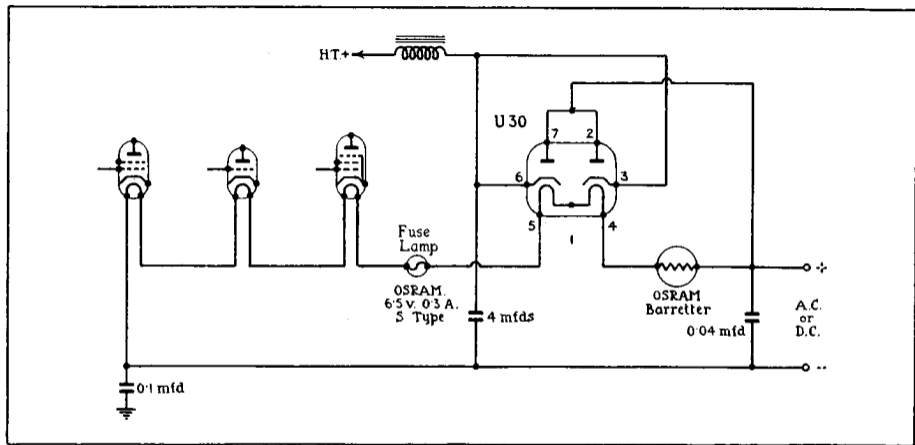 H.T.+
U 30
7 2
6 3
5 4
1
Fuse
Lamp
OSRAM.
6·5 v. 0·3 A.
S Type
4 mfds
OSRAM
Barretter
0·04 mfd
+
A.C.
or
D.C.
-
0·1 mfd